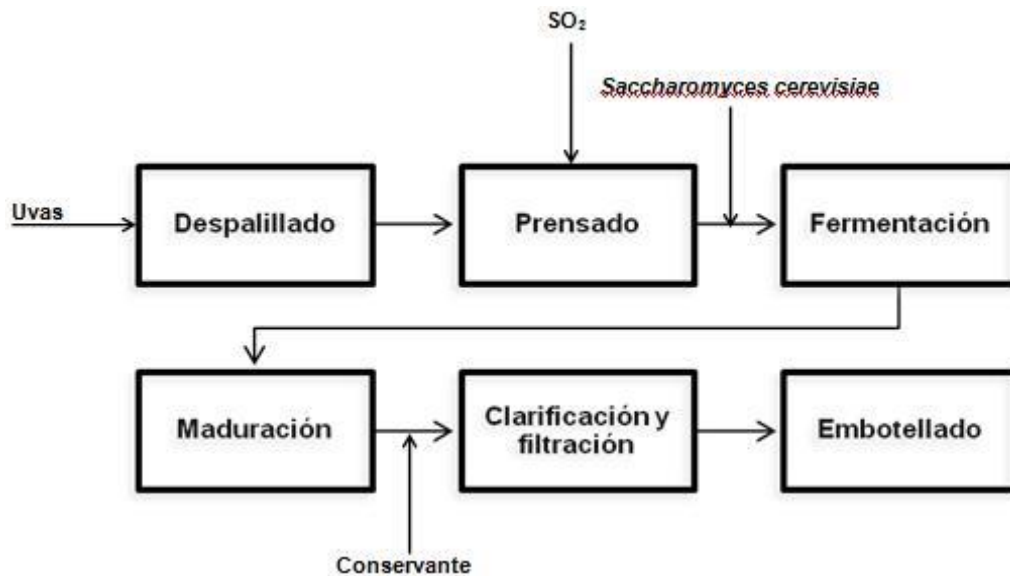 SO₂
Saccharomyces cerevisiae
Uvas
Despalillado
Prensado
Fermentación
Maduración
Clarificación y
filtración
Embotellado
Conservante